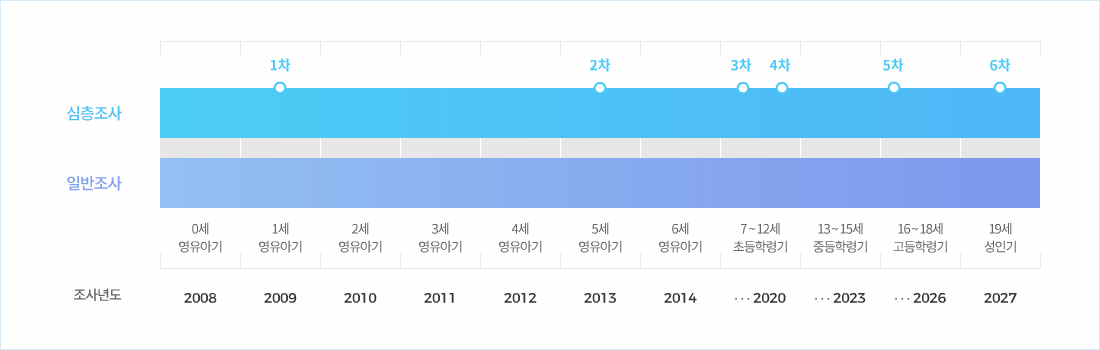 1차 2차 3차 4차 5차 6차
심층조사
일반조사
0세 1세 2세 3세 4세 5세 6세 7~12세 13~15세 16~18세 19세
영유아기 영유아기 영유아기 영유아기 영유아기 영유아기 영유아기 초등학령기 중등학령기 고등학령기 성인기
조사년도 2008 2009 2010 2011 2012 2013 2014 ···2020 ···2023 ···2026 2027